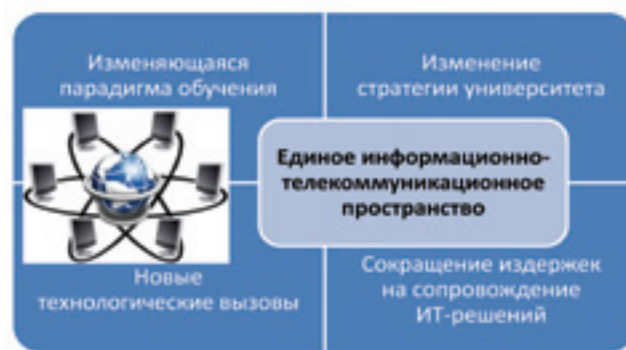 Изменяющаяся
парадигма обучения
Изменение
стратегии университета
Единое информационно-
телекоммуникационное
пространство
Новые
технологические вызовы
Сокращение издержек
на сопровождение
ИТ-решений